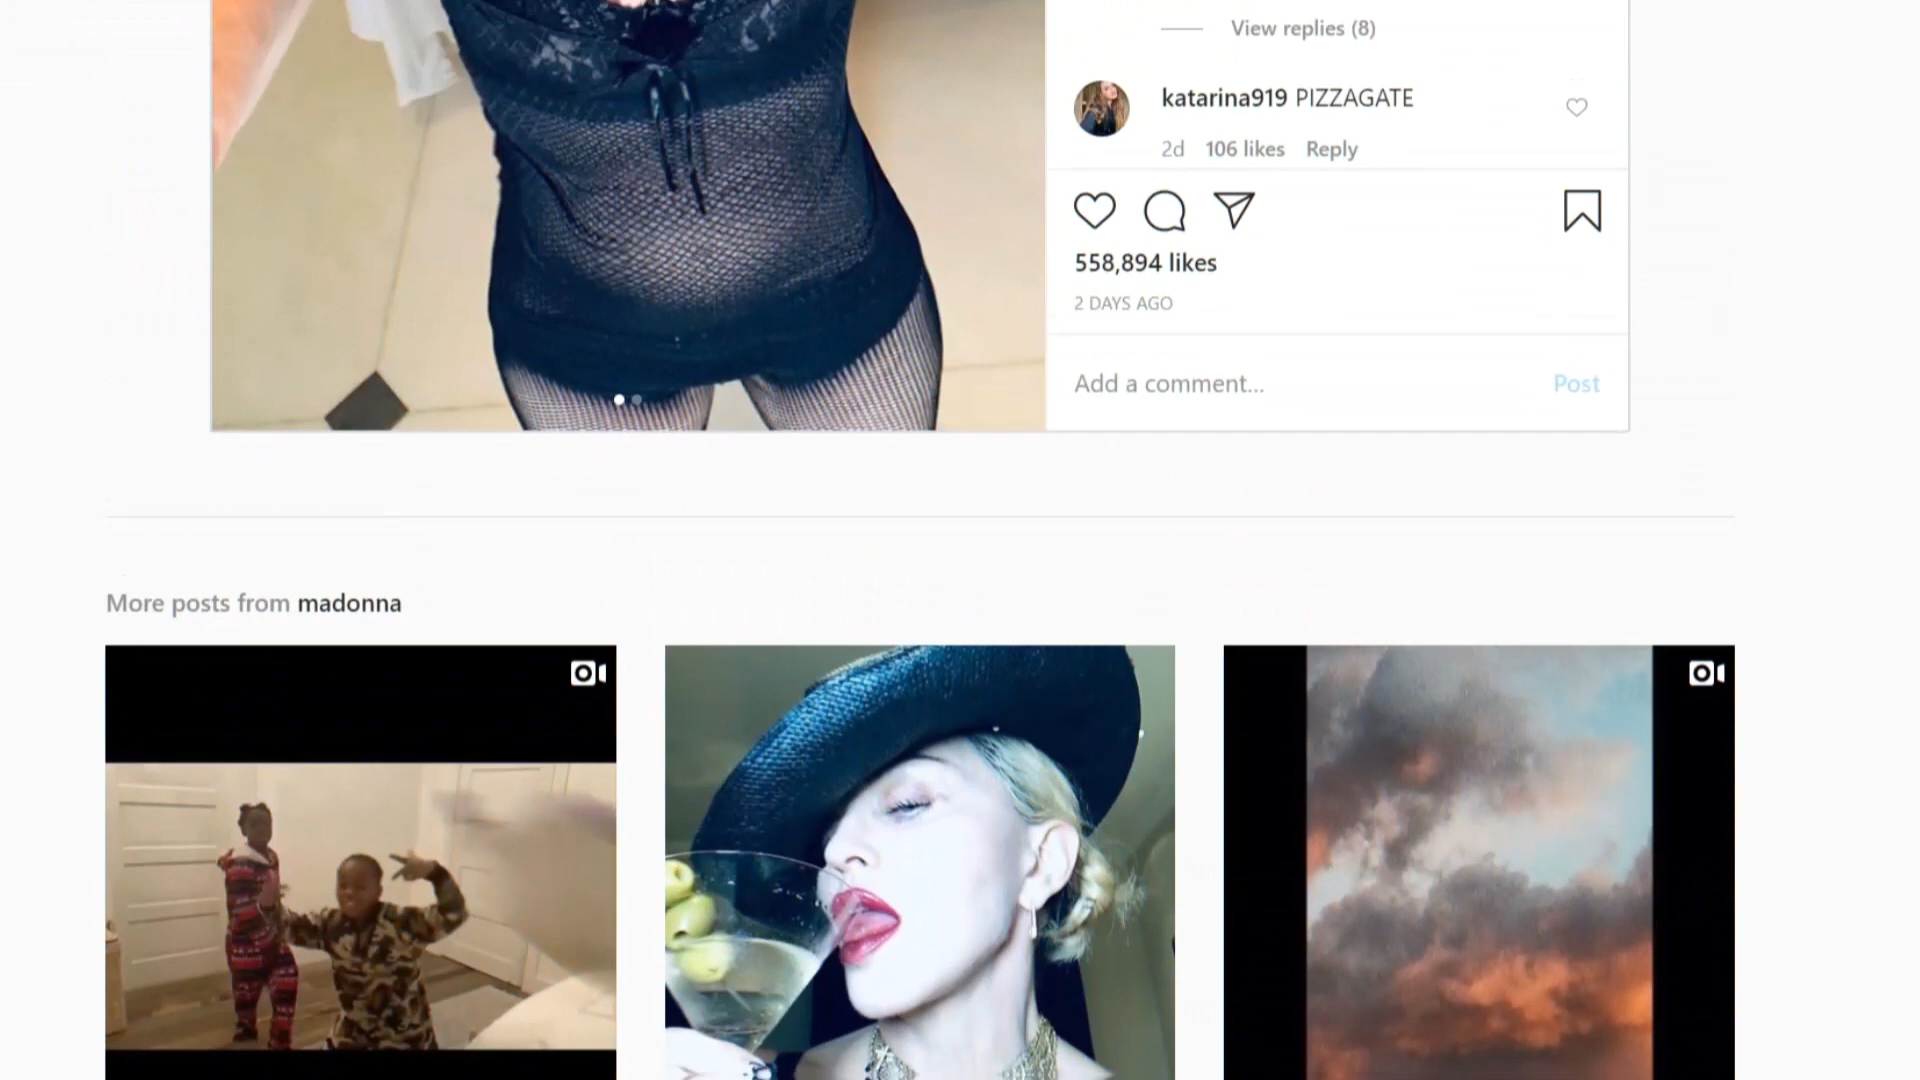 View replies (8)
katarina919 PIZZAGATE
2d 106 likes Reply
558,894 likes
2 DAYS AGO
Add a comment... Post
More posts from madonna